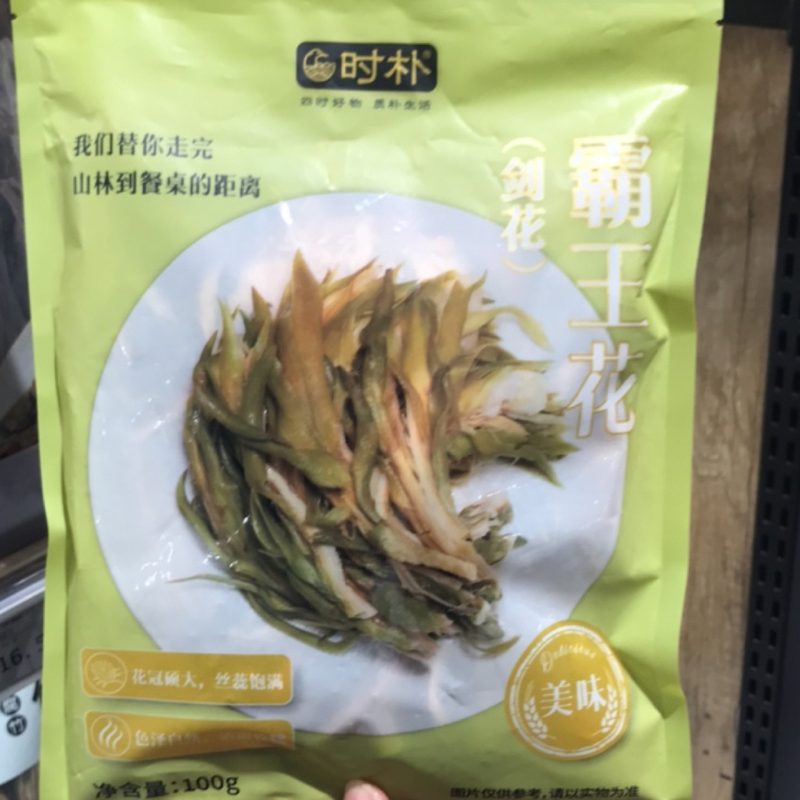 时朴
四时好物 质朴生活
我们替你走完
山林到餐桌的距离
霸王花
（剑花）
花冠硕大，丝蕊饱满
Delicious
美味
净含量:100g
图片仅供参考,请以实物为准
16.